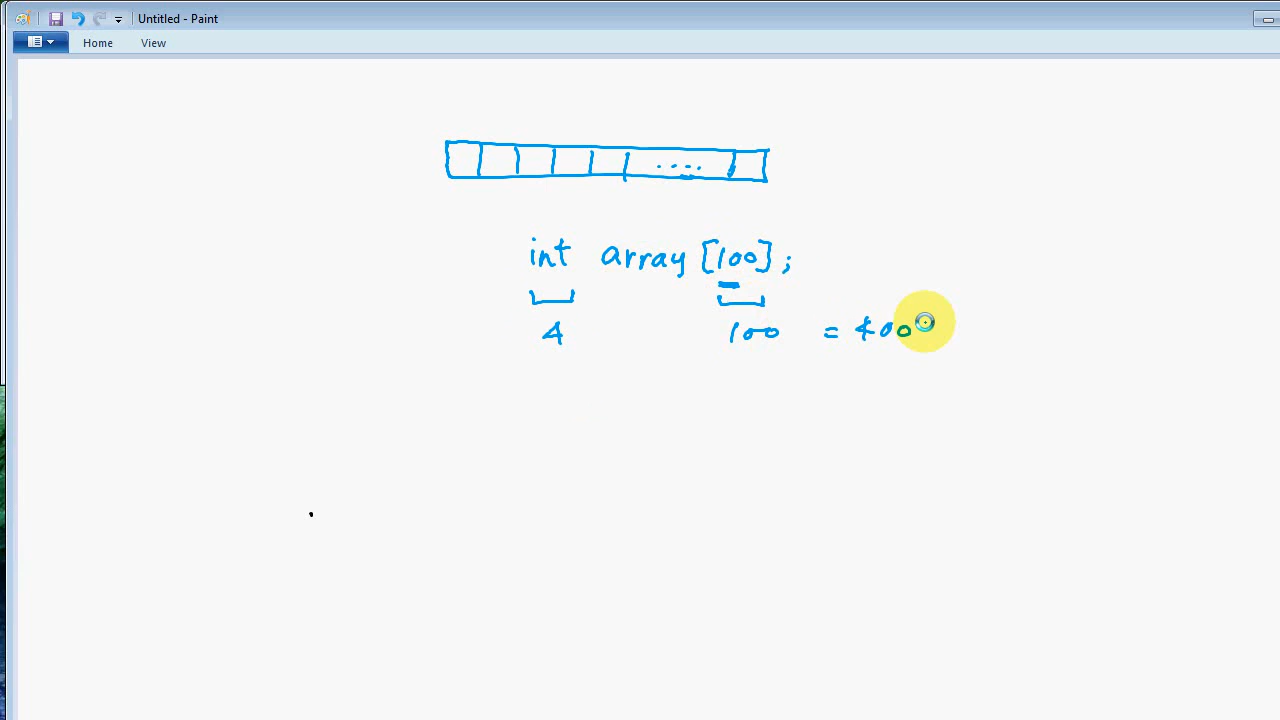 Untitled - Paint
Home View
....
int array [100];
4 100 = 400